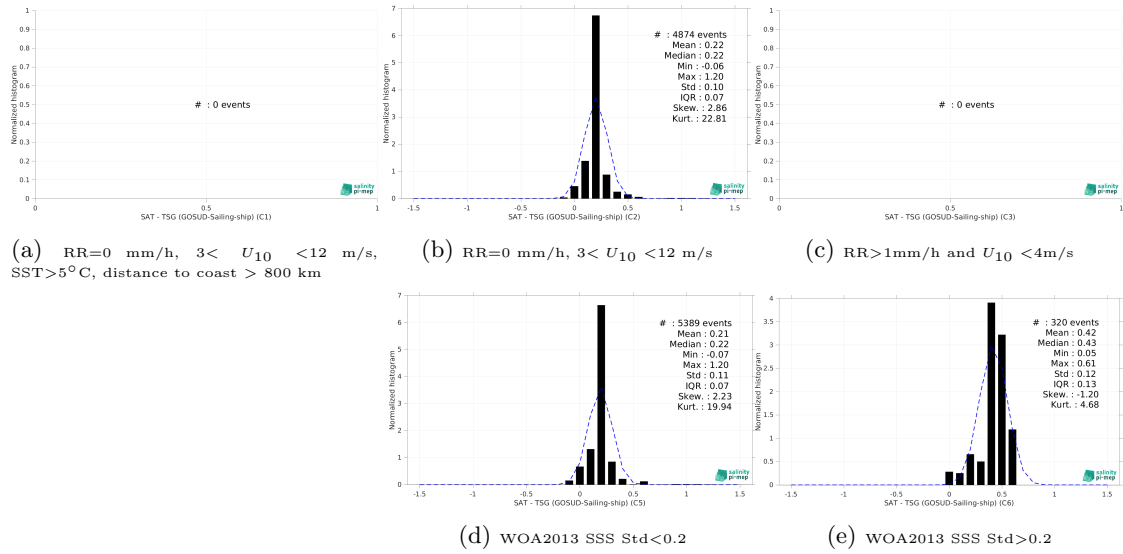 1
0.9
0.8
0.7
0.6
0.5
0.4
0.3
0.2
0.1
0
Normalized histogram
# : 0 events
salinity
pi-mep
0 0.5 1
SAT - TSG (GOSUD-Sailing-ship) (C1)
(a) RR=0 mm/h, 3< U10 <12 m/s,
SST>5°C, distance to coast > 800 km
7
6
5
4
3
2
1
0
Normalized histogram
# : 4874 events
Mean : 0.22
Median : 0.22
Min : -0.06
Max : 1.20
Std : 0.10
IQR : 0.07
Skew. : 2.86
Kurt. : 22.81
salinity
pi-mep
-1.5 -1 -0.5 0 0.5 1 1.5
SAT - TSG (GOSUD-Sailing-ship) (C2)
(b) RR=0 mm/h, 3< U10 <12 m/s
1
0.9
0.8
0.7
0.6
0.5
0.4
0.3
0.2
0.1
0
Normalized histogram
# : 0 events
salinity
pi-mep
0 0.5 1
SAT - TSG (GOSUD-Sailing-ship) (C3)
(c) RR>1mm/h and U10 <4m/s
7
6
5
4
3
2
1
0
Normalized histogram
# : 5389 events
Mean : 0.21
Median : 0.22
Min : -0.07
Max : 1.20
Std : 0.11
IQR : 0.07
Skew. : 2.23
Kurt. : 19.94
salinity
pi-mep
-1.5 -1 -0.5 0 0.5 1 1.5
SAT - TSG (GOSUD-Sailing-ship) (C5)
(d) WOA2013 SSS Std<0.2
4
3.5
3
2.5
2
1.5
1
0.5
0
Normalized histogram
# : 320 events
Mean : 0.42
Median : 0.43
Min : 0.05
Max : 0.61
Std : 0.12
IQR : 0.13
Skew. : -1.20
Kurt. : 4.68
salinity
pi-mep
-1.5 -1 -0.5 0 0.5 1 1.5
SAT - TSG (GOSUD-Sailing-ship) (C6)
(e) WOA2013 SSS Std>0.2